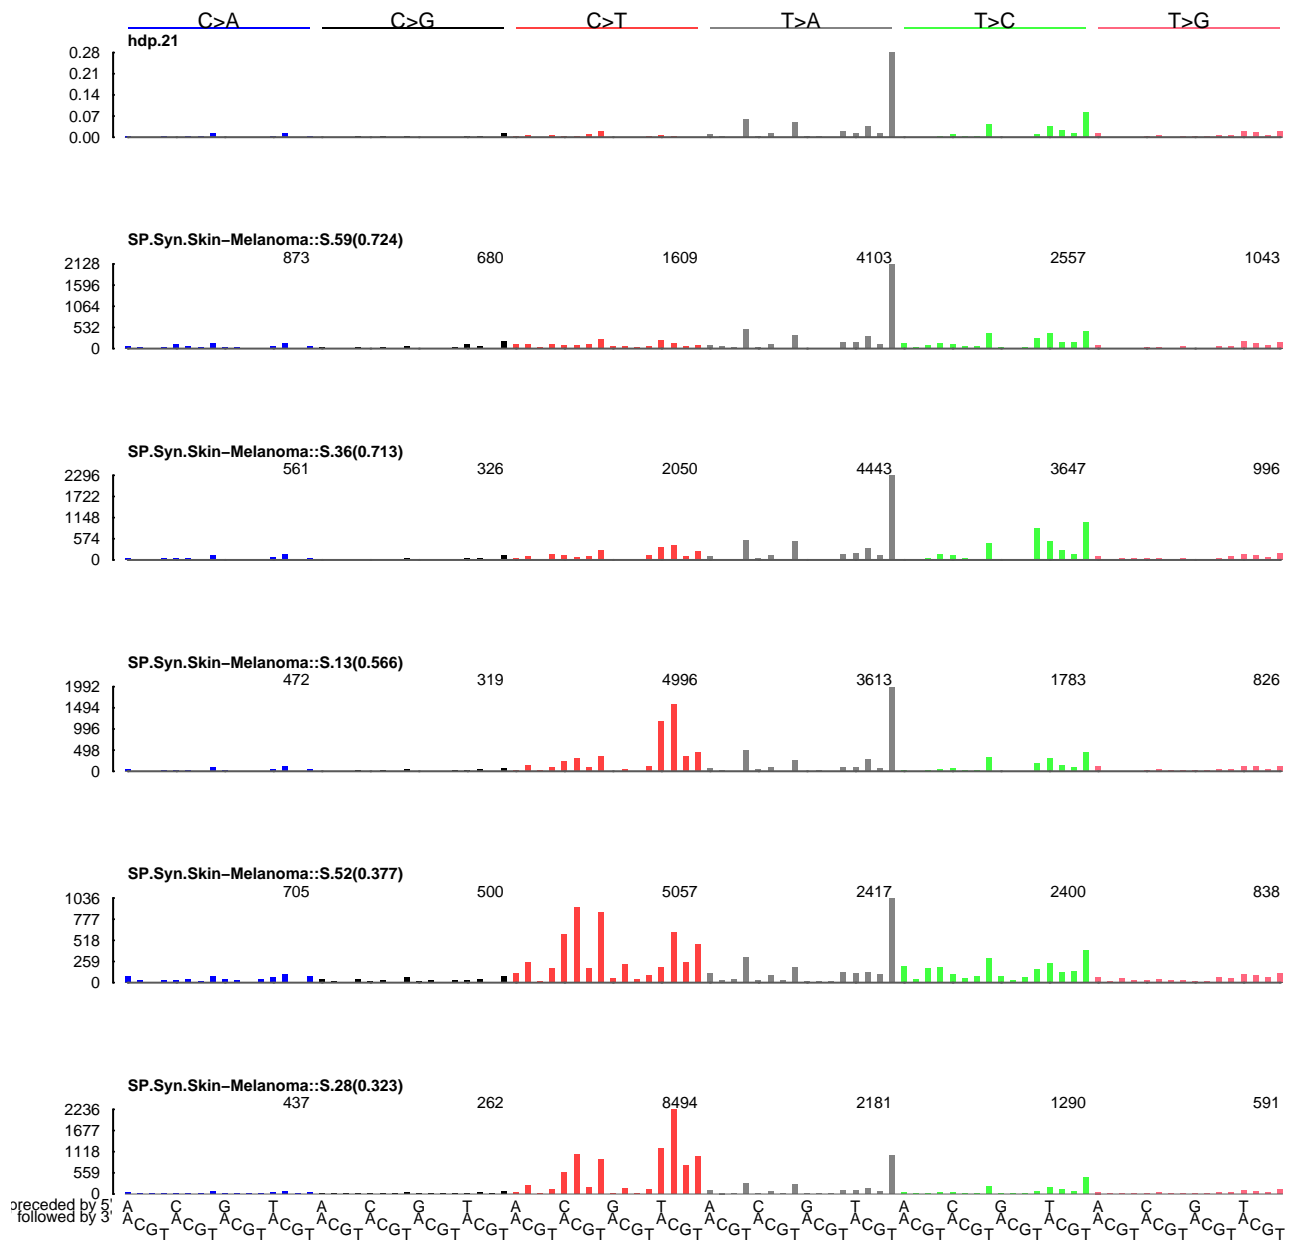 C>A C>G C>T T>A T>C T>G
hdp.21
0.28
0.21
0.14
0.07
0.00
SP.Syn.Skin−Melanoma::S.59(0.724)
873 680 1609 4103 2557 1043
2128
1596
1064
532
0
SP.Syn.Skin−Melanoma::S.36(0.713)
561 326 2050 4443 3647 996
2296
1722
1148
574
0
SP.Syn.Skin−Melanoma::S.13(0.566)
472 319 4996 3613 1783 826
1992
1494
996
498
0
SP.Syn.Skin−Melanoma::S.52(0.377)
705 500 5057 2417 2400 838
1036
777
518
259
0
SP.Syn.Skin−Melanoma::S.28(0.323)
437 262 8494 2181 1290 591
2236
1677
1118
559
0
preceded by 5' A C G T A C G T A C G T A C G T A C G T A C G T
followed by 3' A C G T A C G T A C G T A C G T A C G T A C G T A C G T A C G T A C G T A C G T A C G T A C G T A C G T A C G T A C G T A C G T A C G T A C G T A C G T A C G T A C G T A C G T A C G T A C G T